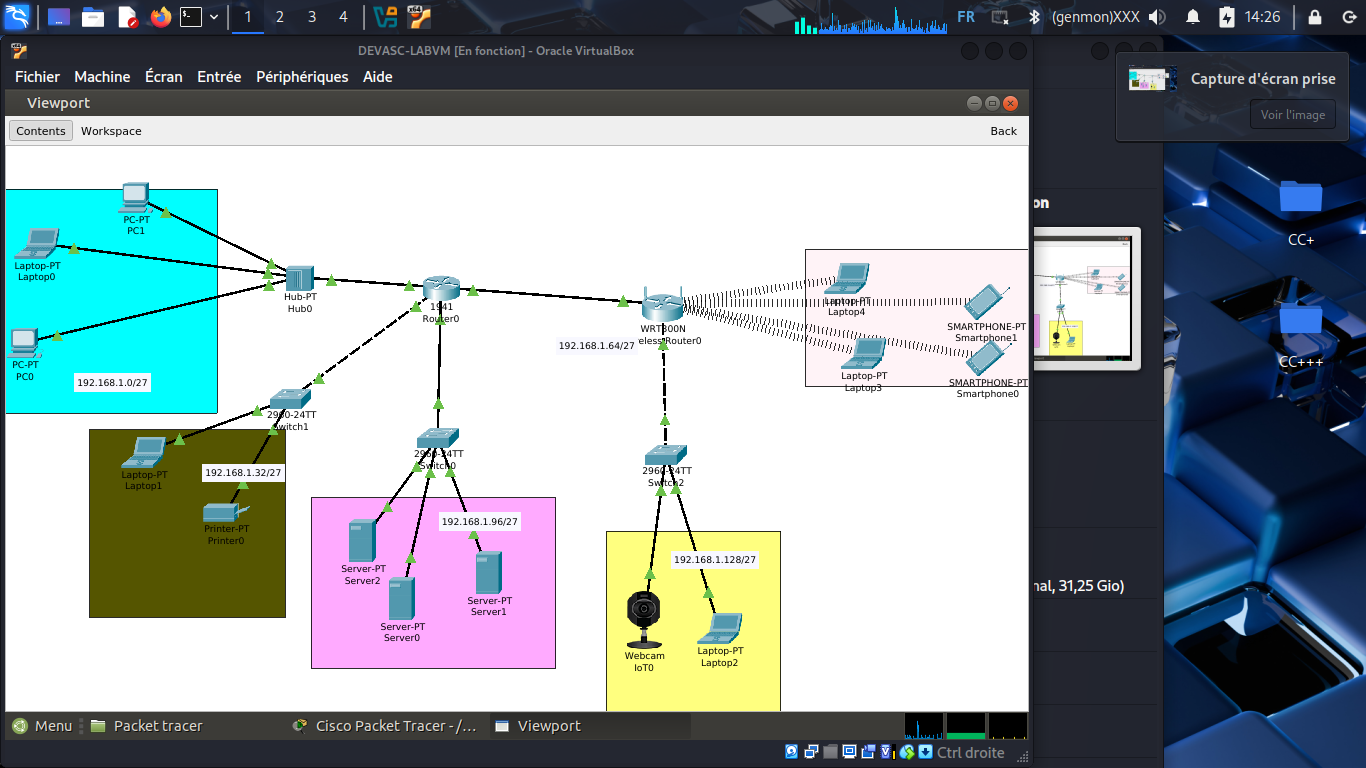 1 2 3 4
FR
(genmon)XXX
14:26
DEVASC-LABVM [En fonction] - Oracle VirtualBox
Fichier Machine Écran Entrée Périphériques Aide
Capture d'écran prise
Voir l'image
Viewport
Contents Workspace Back
PC-PT
PC1
Laptop-PT
Laptop0
PC-PT
PC0
192.168.1.0/27
Hub-PT
Hub0
1941
Router0
WRT300N
eless Router0
192.168.1.64/27
Laptop-PT
Laptop4
SMARTPHONE-PT
Smartphone1
Laptop-PT
Laptop3
SMARTPHONE-PT
Smartphone0
on
CC+
CC+++
Switch1
Laptop-PT
Laptop1
192.168.1.32/27
Printer-PT
Printer0
2960-24TT
Switch0
192.168.1.96/27
Server-PT
Server2
Server-PT
Server0
Server-PT
Server1
2960-24TT
Switch2
192.168.1.128/27
Webcam
IoT0
Laptop-PT
Laptop2
nal, 31,25 Gio)
Menu Packet tracer Cisco Packet Tracer - /... Viewport
Ctrl droite